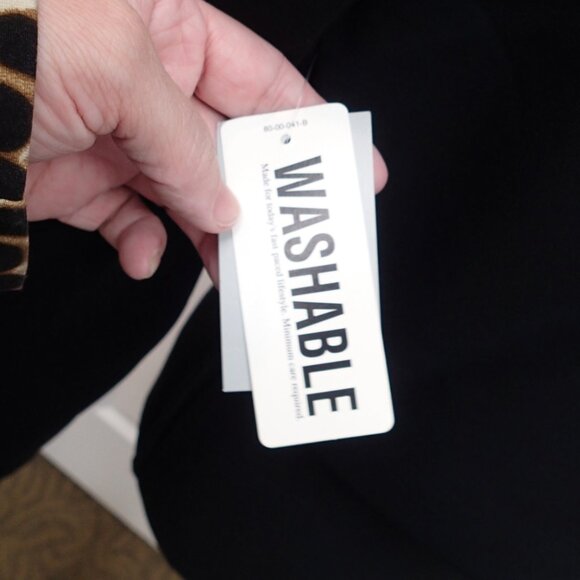 80-00-041-B
WASHABLE
Made for today's fast paced lifestyle. Minimum care required.